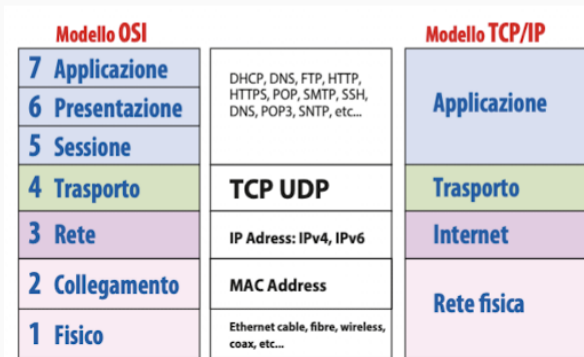 Modello OSI
Modello TCP/IP
7 Applicazione
6 Presentazione
5 Sessione
4 Trasporto
3 Rete
2 Collegamento
1 Fisico
DHCP, DNS, FTP, HTTP,
HTTPS, POP, SMTP, SSH,
DNS, POP3, SNTP, etc...
TCP UDP
IP Adress: IPv4, IPv6
MAC Address
Ethernet cable, fibre, wireless,
coax, etc...
Applicazione
Trasporto
Internet
Rete fisica